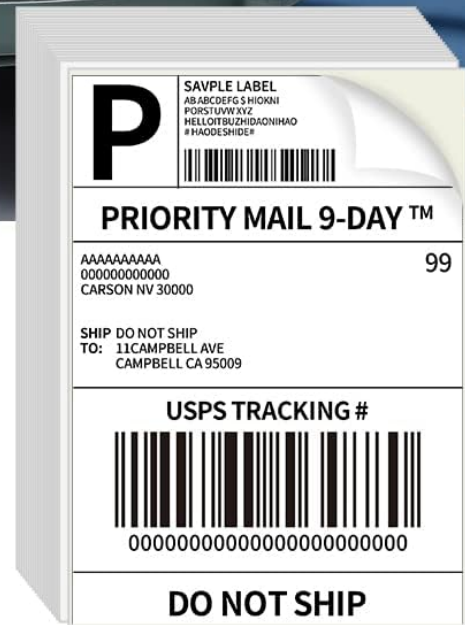 P
SAVPLE LABEL
AB ABCDEFG $ HIOKNI
PORSTUVW XYZ
HELLOITBUZHIDAONIHAO
# HAODESHIDE#
PRIORITY MAIL 9-DAY ™
AAAAAAAAAA
99
000000000000
CARSON NV 30000
SHIP DO NOT SHIP
TO: 11CAMPBELL AVE
CAMPBELL CA 95009
USPS TRACKING #
00000000000000000000000000
DO NOT SHIP